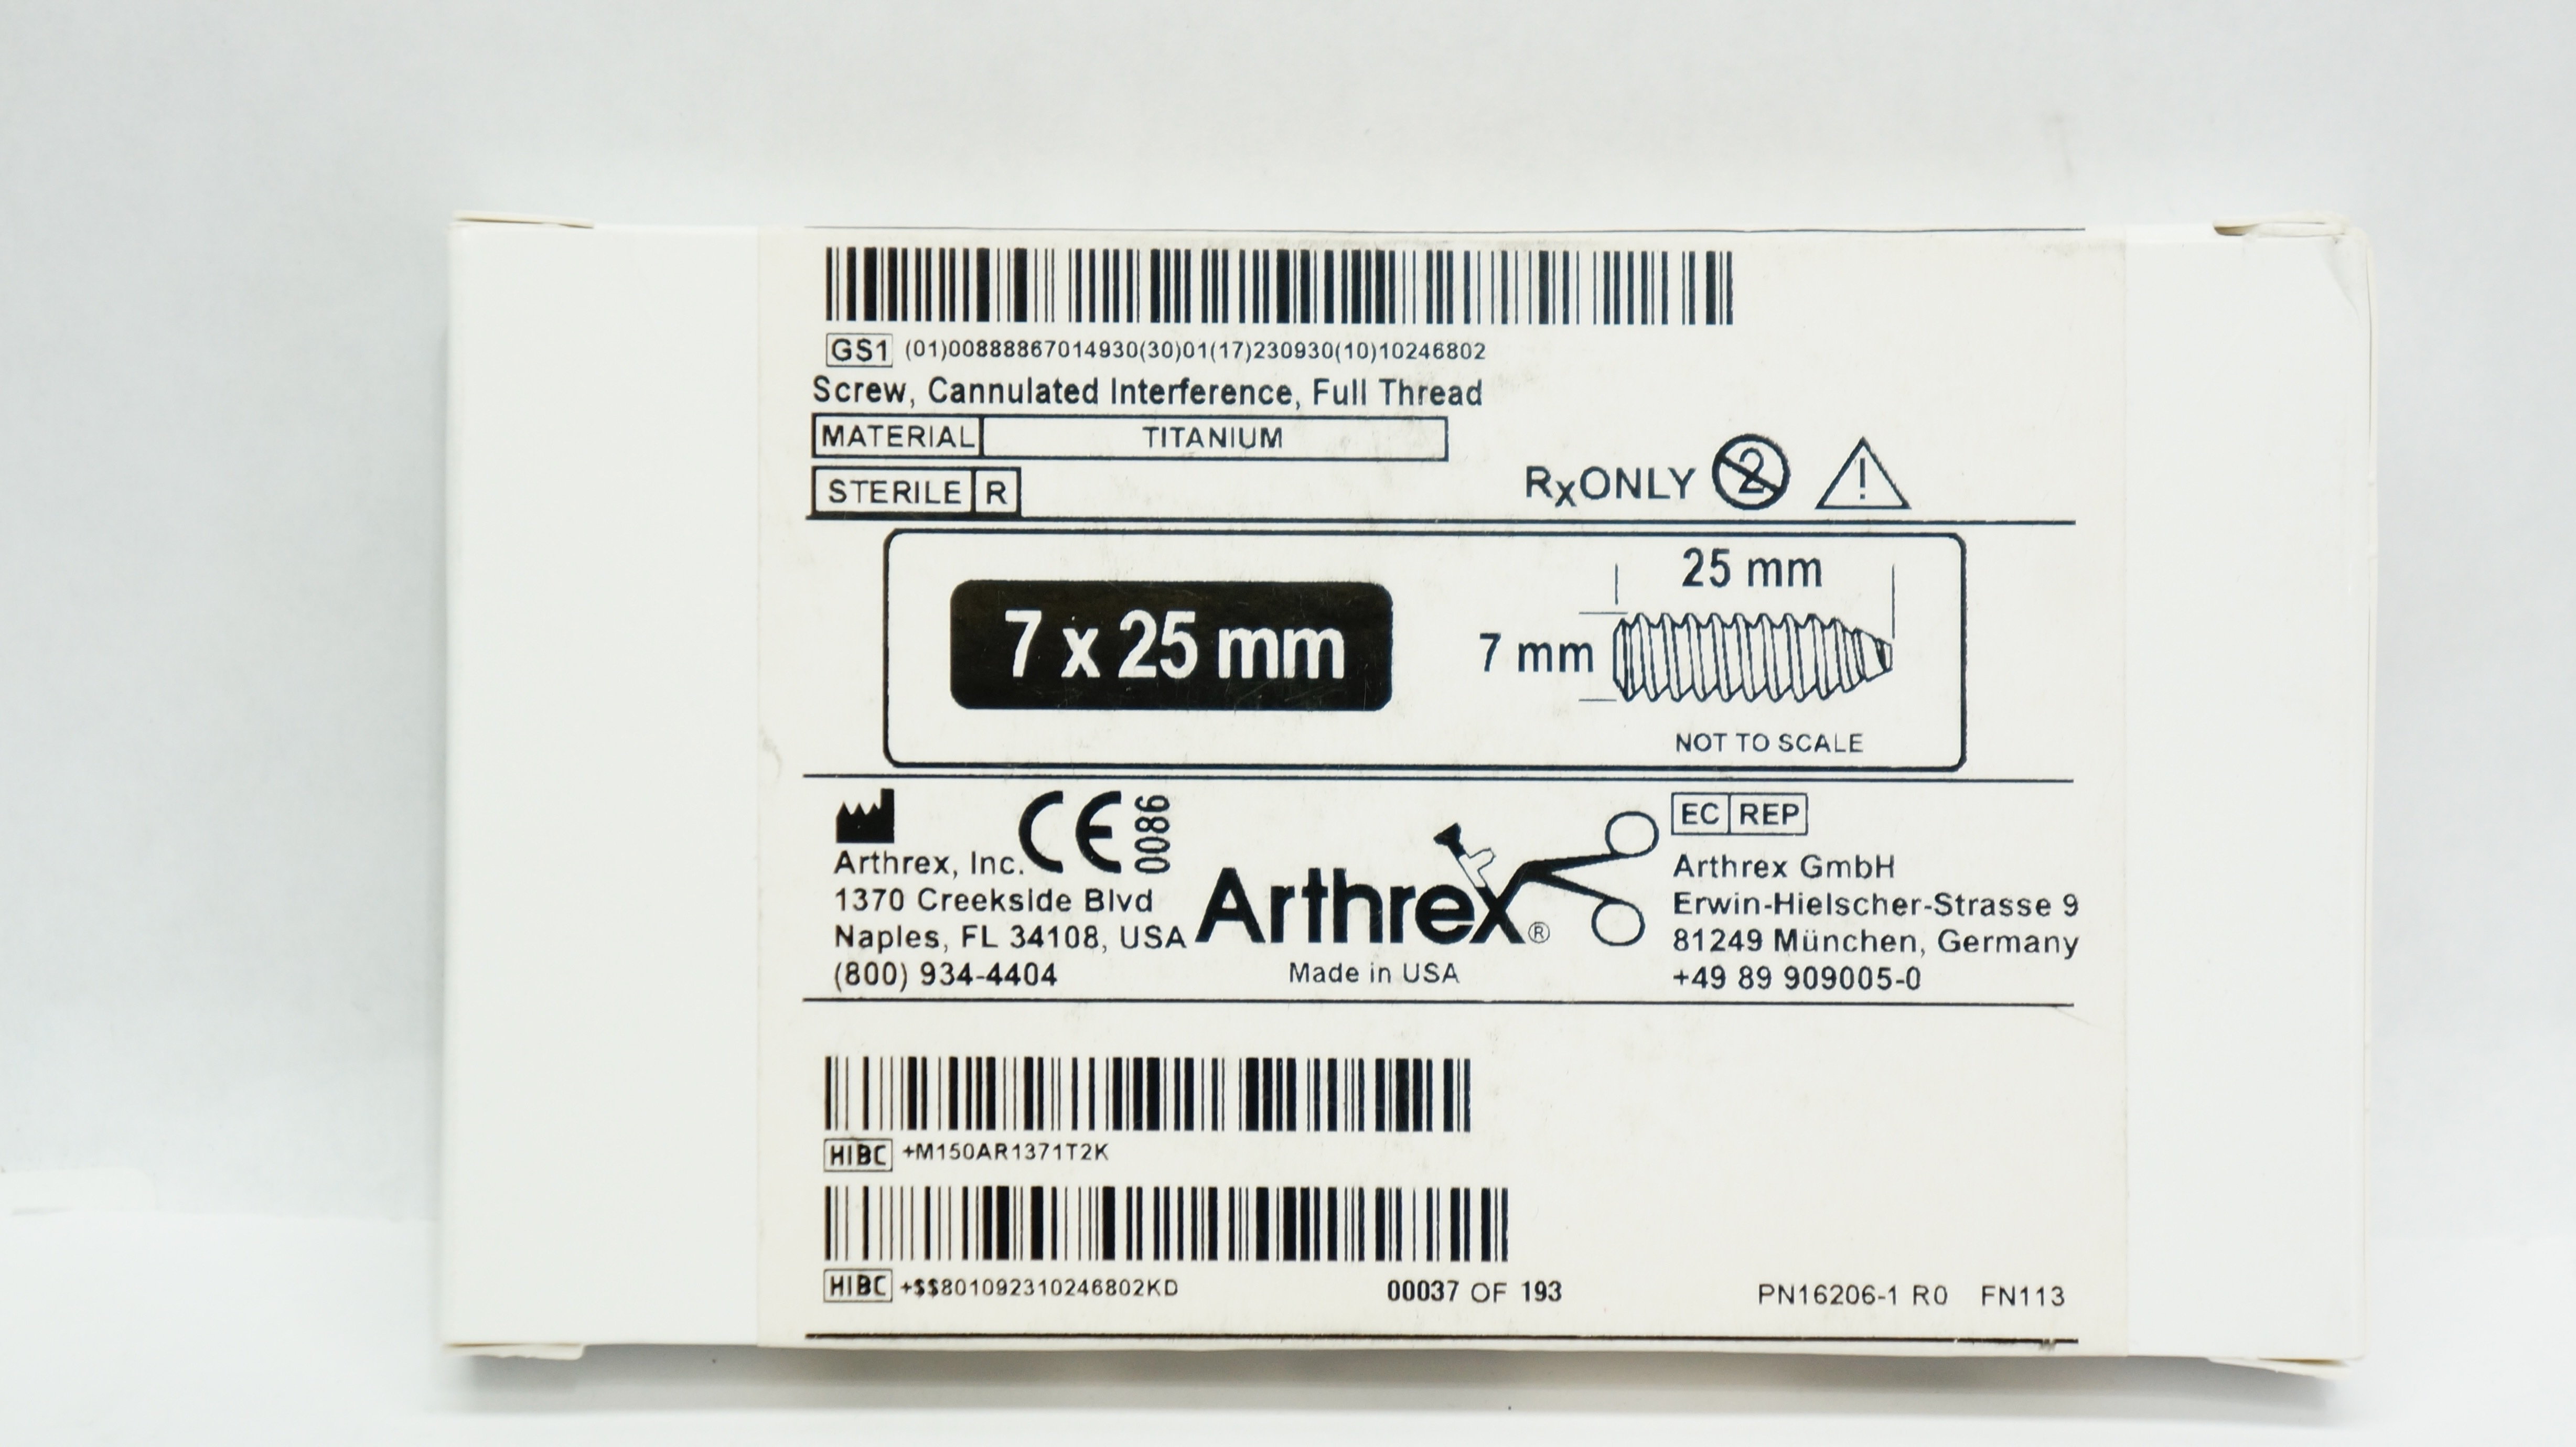 GS1 (01)00888867014930(30)01(17)230930(10)10246802
Screw, Cannulated Interference, Full Thread
MATERIAL TITANIUM
STERILE R
RxONLY 2 !
7 x 25 mm
25 mm
7 mm
NOT TO SCALE
CE 0086
Arthrex, Inc.
1370 Creekside Blvd
Naples, FL 34108, USA
(800) 934-4404
Arthrex®
Made in USA
EC REP
Arthrex GmbH
Erwin-Hielscher-Strasse 9
81249 München, Germany
+49 89 909005-0
HIBC +M150AR1371T2K
HIBC +$$801092310246802KD
00037 OF 193
PN16206-1 R0 FN113